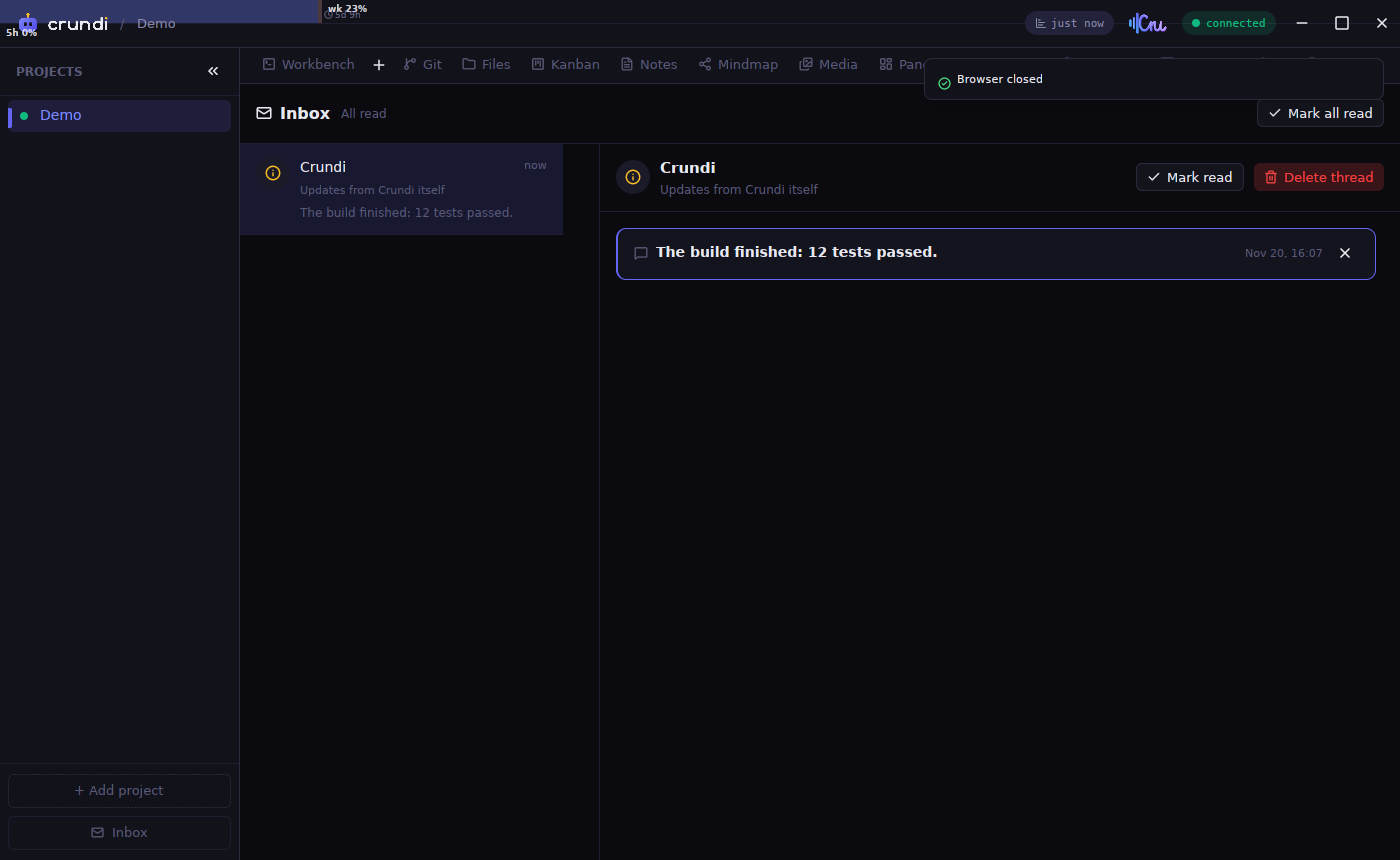 wk 23%
5d 9h
5h 0%
crundi / Demo
just now
Cru
connected
PROJECTS
Workbench
Git
Files
Kanban
Notes
Mindmap
Media
Browser closed
Demo
Inbox All read
Mark all read
Crundi now
Updates from Crundi itself
The build finished: 12 tests passed.
Crundi
Updates from Crundi itself
Mark read
Delete thread
The build finished: 12 tests passed.
Nov 20, 16:07
+ Add project
Inbox